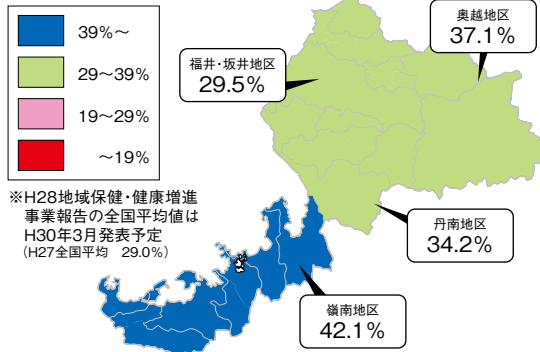 39%～
29～39%
19～29%
～19%
※H28地域保健・健康増進
事業報告の全国平均値は
H30年3月発表予定
（H27全国平均　29.0%）
奥越地区
37.1%
福井・坂井地区
29.5%
丹南地区
34.2%
嶺南地区
42.1%